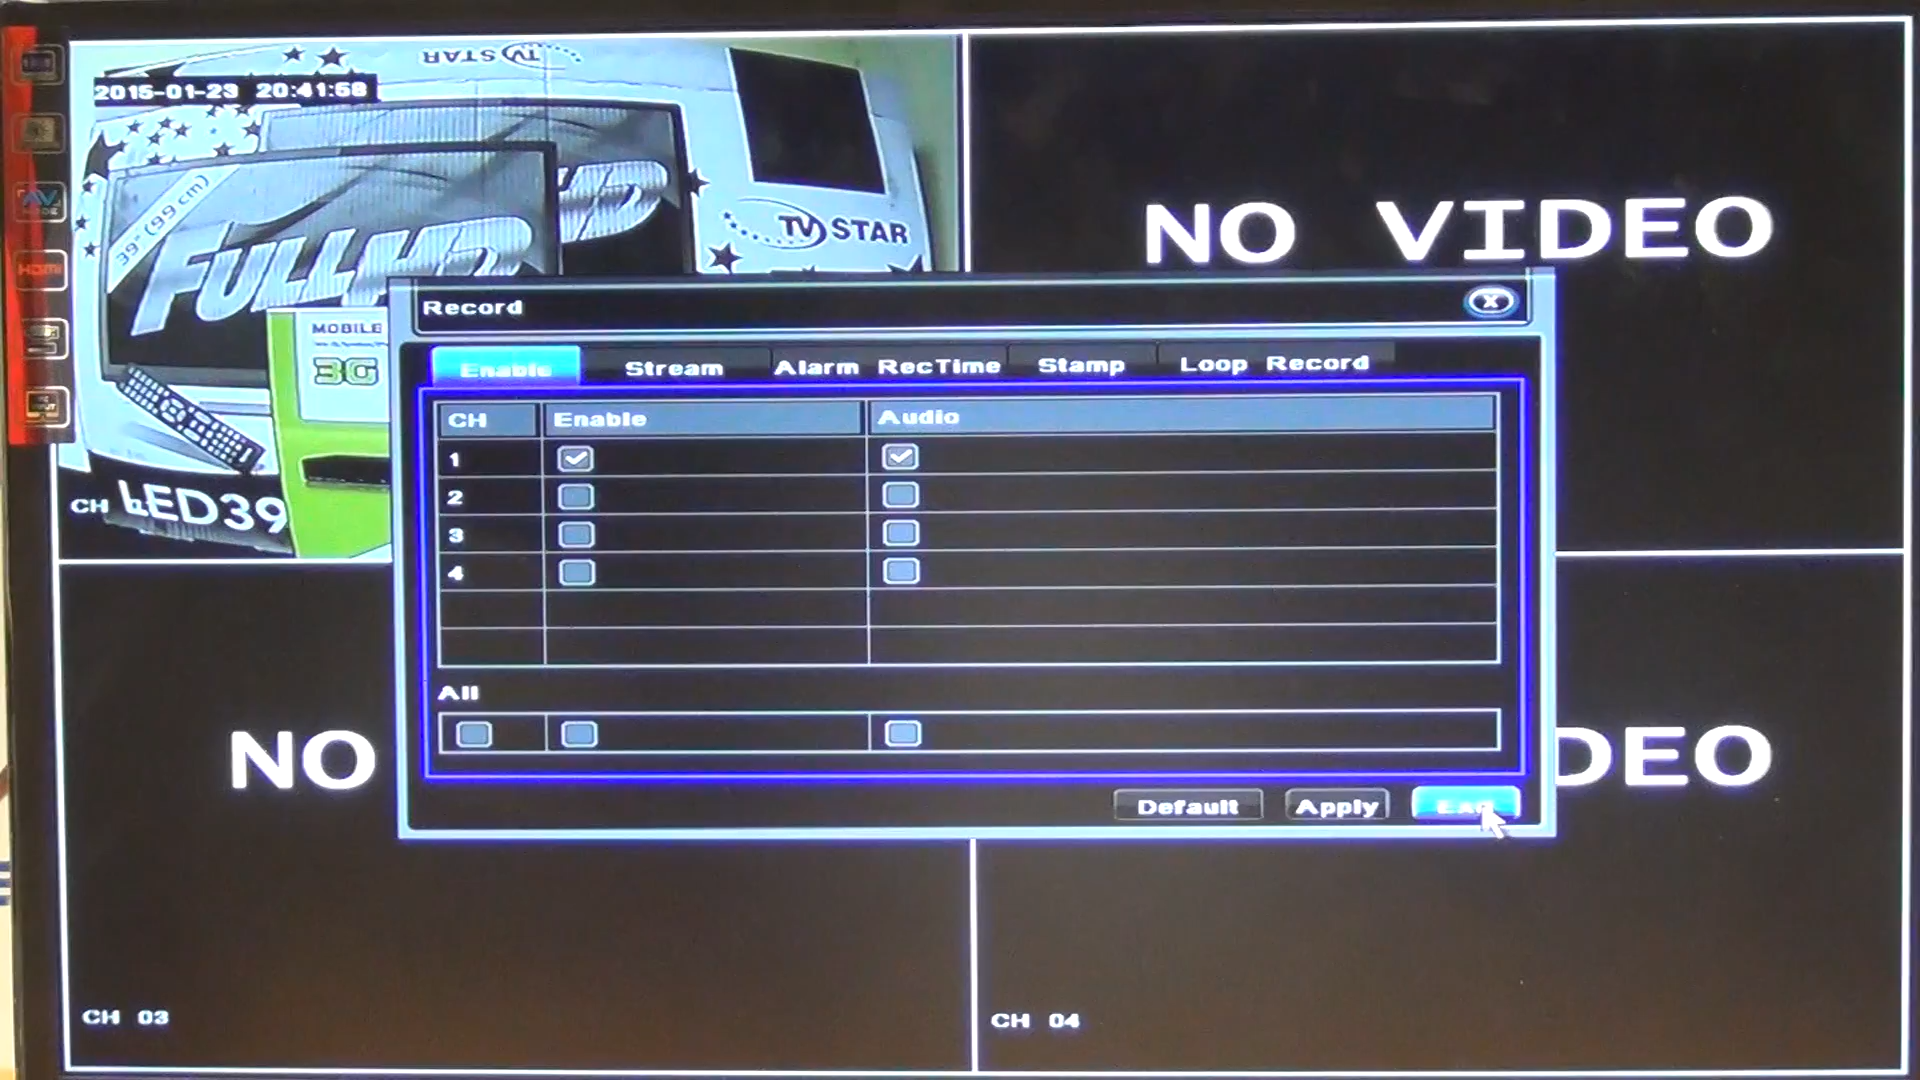 TV STAR
2015-01-23 20:41:58
39" (99 cm)
FULLHD
TV STAR
NO VIDEO
HDMI
MOBILE
3G
CH
LED39
Record
X
Enable Stream Alarm RecTime Stamp Loop Record
CH Enable Audio
1
2
3
4
All
NO
DEO
Default Apply
CH 03
CH 04